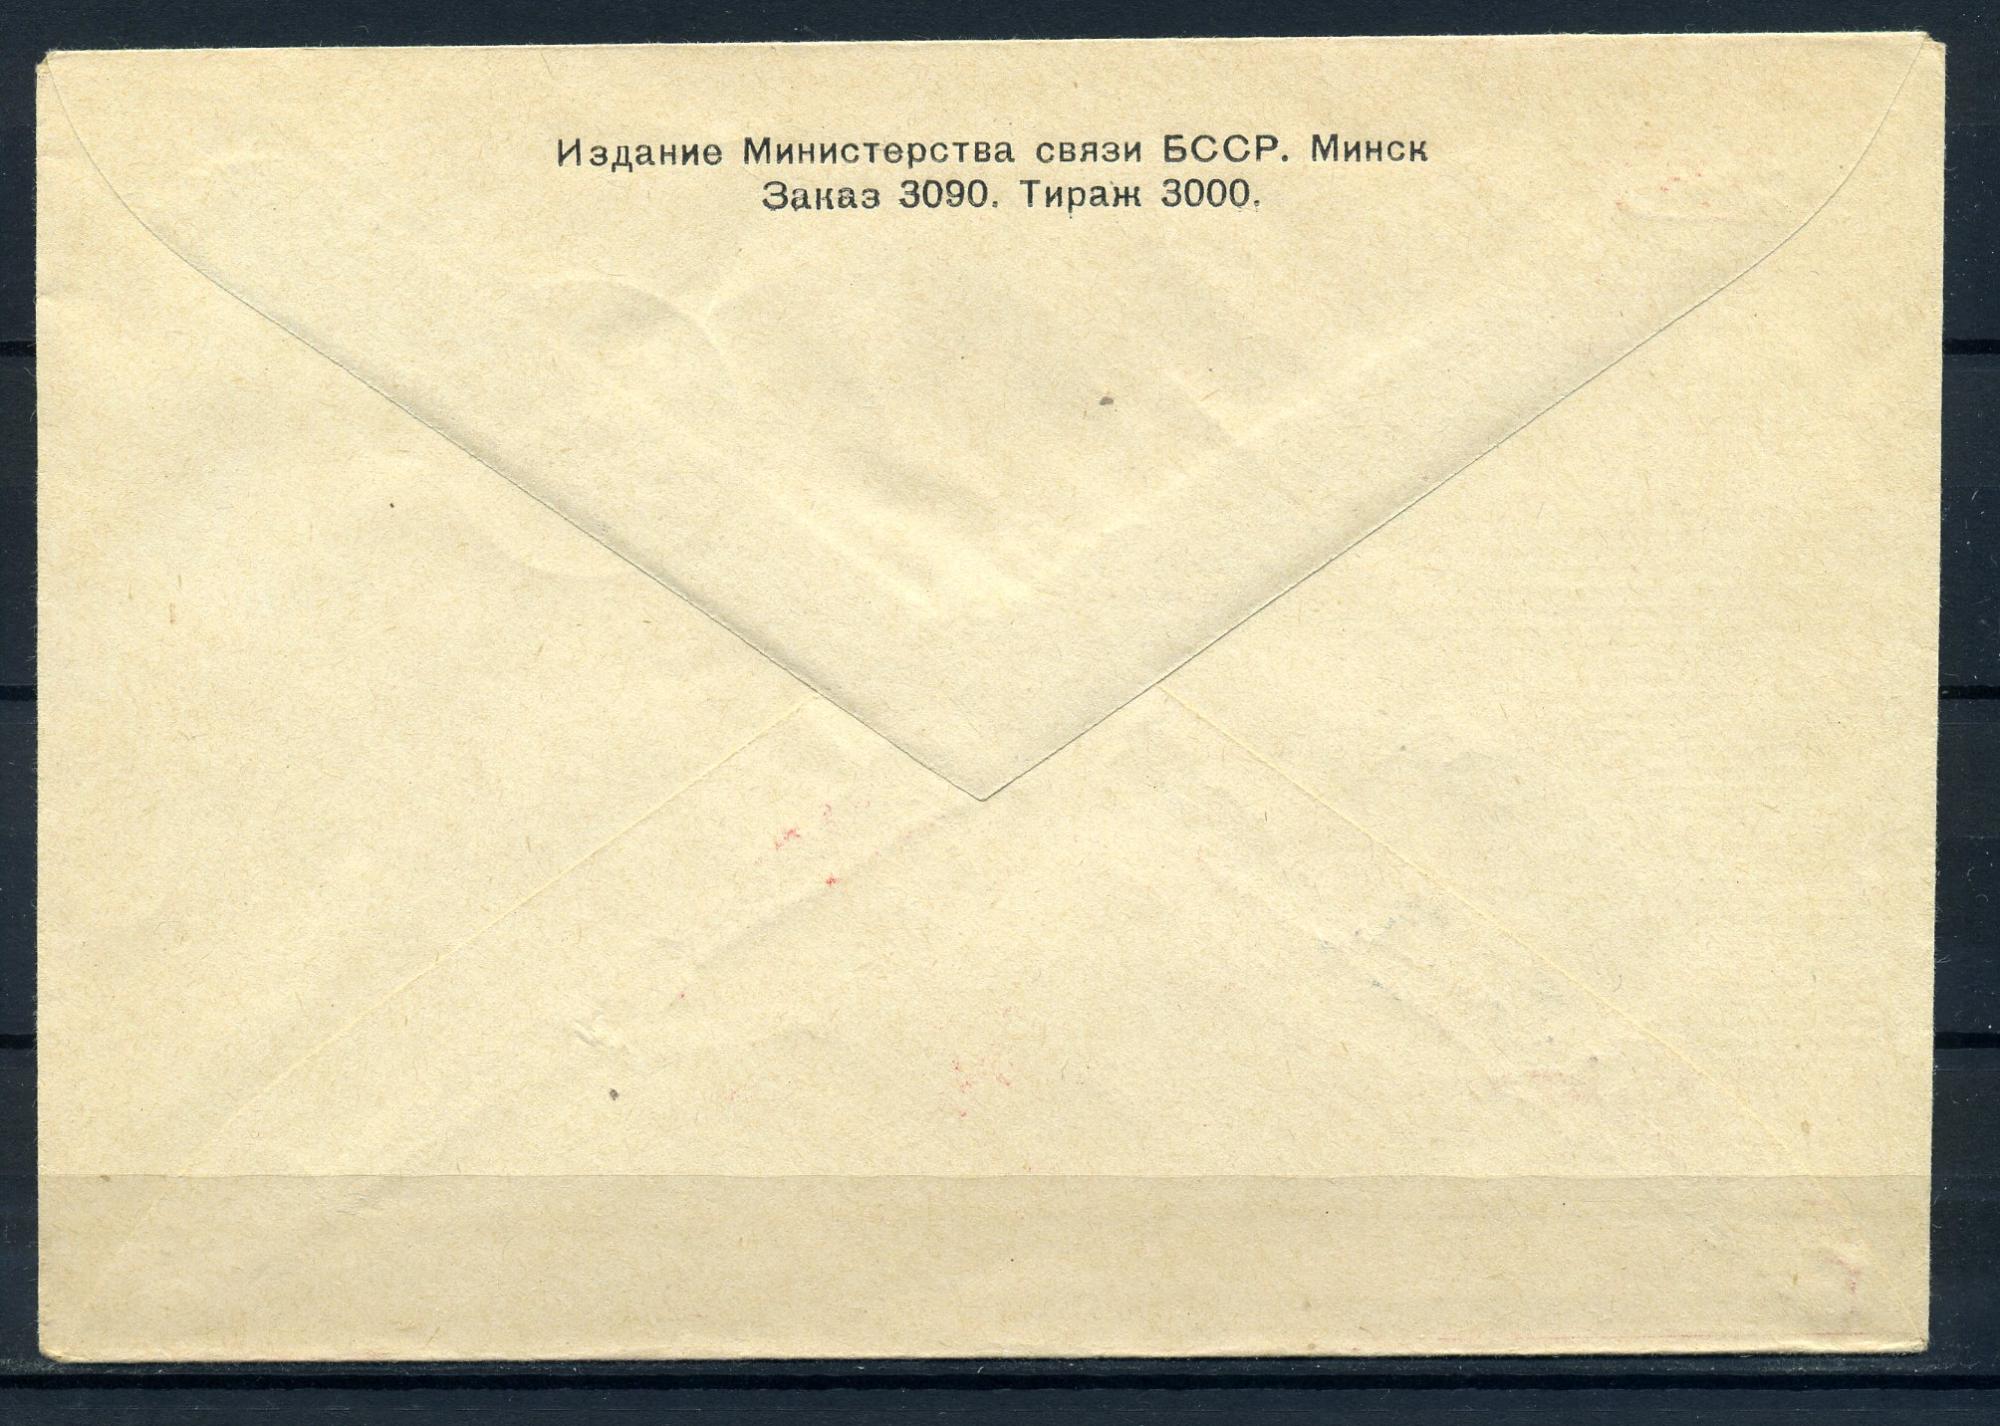 Издание Министерства связи БССР. Минск
Заказ 3090. Тираж 3000.